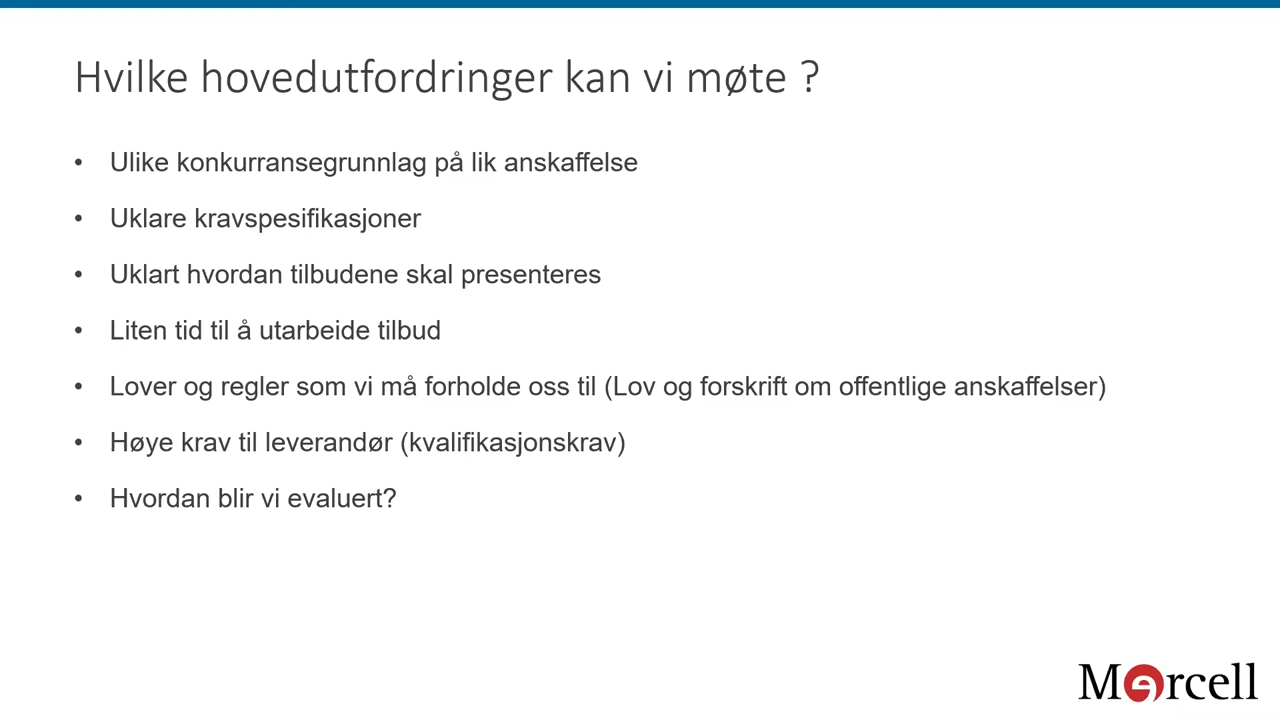 Hvilke hovedutfordringer kan vi møte ?
• Ulike konkurransegrunnlag på lik anskaffelse
• Uklare kravspesifikasjoner
• Uklart hvordan tilbudene skal presenteres
• Liten tid til å utarbeide tilbud
• Lover og regler som vi må forholde oss til (Lov og forskrift om offentlige anskaffelser)
• Høye krav til leverandør (kvalifikasjonskrav)
• Hvordan blir vi evaluert?
Mercell